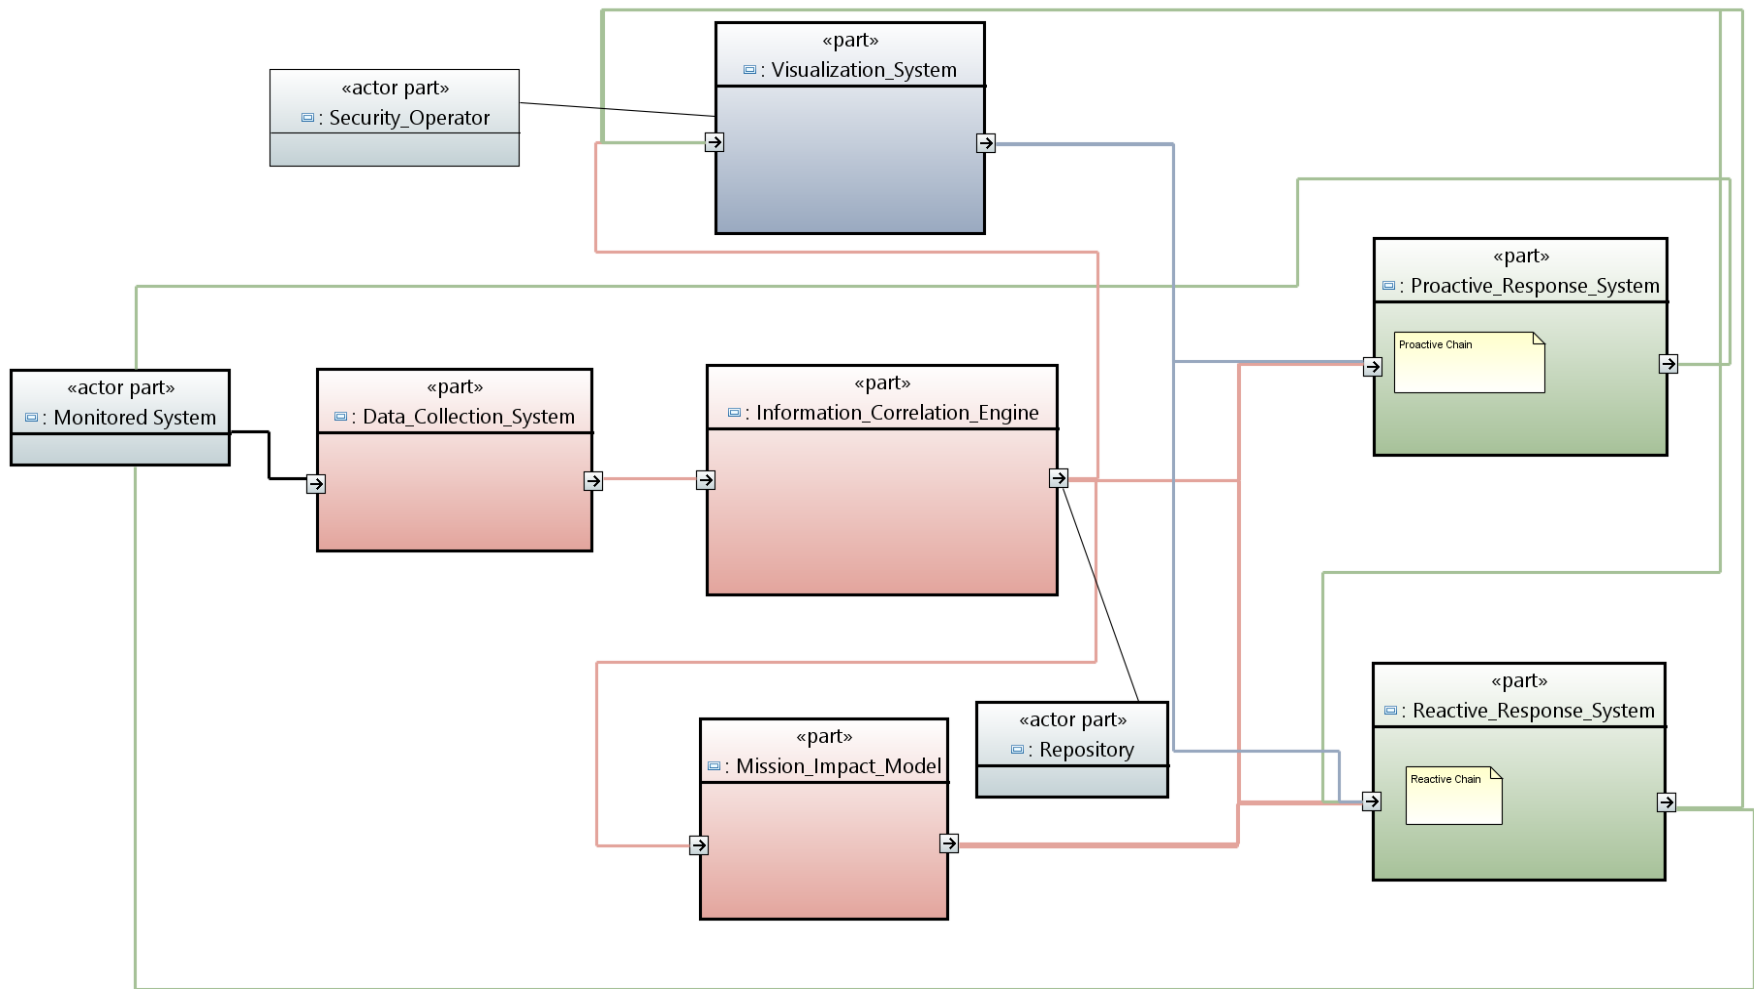 «part»
: Visualization_System
«actor part»
: Security_Operator
«part»
: Proactive_Response_System
Proactive Chain
«actor part»
: Monitored System
«part»
: Data_Collection_System
«part»
: Information_Correlation_Engine
«part»
: Reactive_Response_System
Reactive Chain
«actor part»
: Repository
«part»
: Mission_Impact_Model